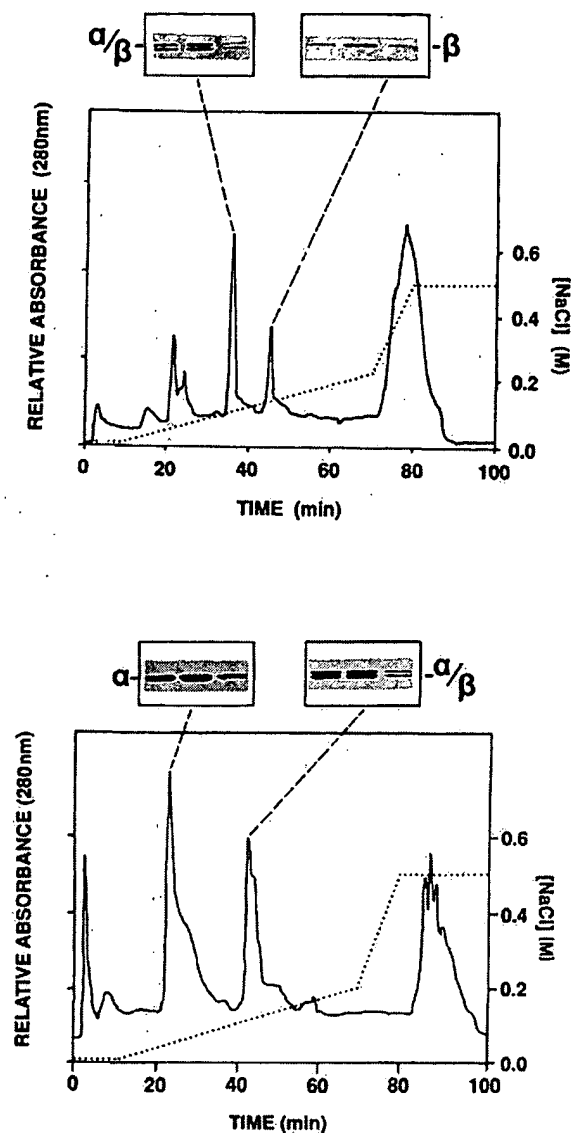 α/β- -β
RELATIVE ABSORBANCE (280nm)
0.6
0.4
0.2
0.0
[NaCl] (M)
0 20 40 60 80 100
TIME (min)
α- -α/β
RELATIVE ABSORBANCE (280nm)
0.6
0.4
0.2
0.0
[NaCl] (M)
0 20 40 60 80 100
TIME (min)